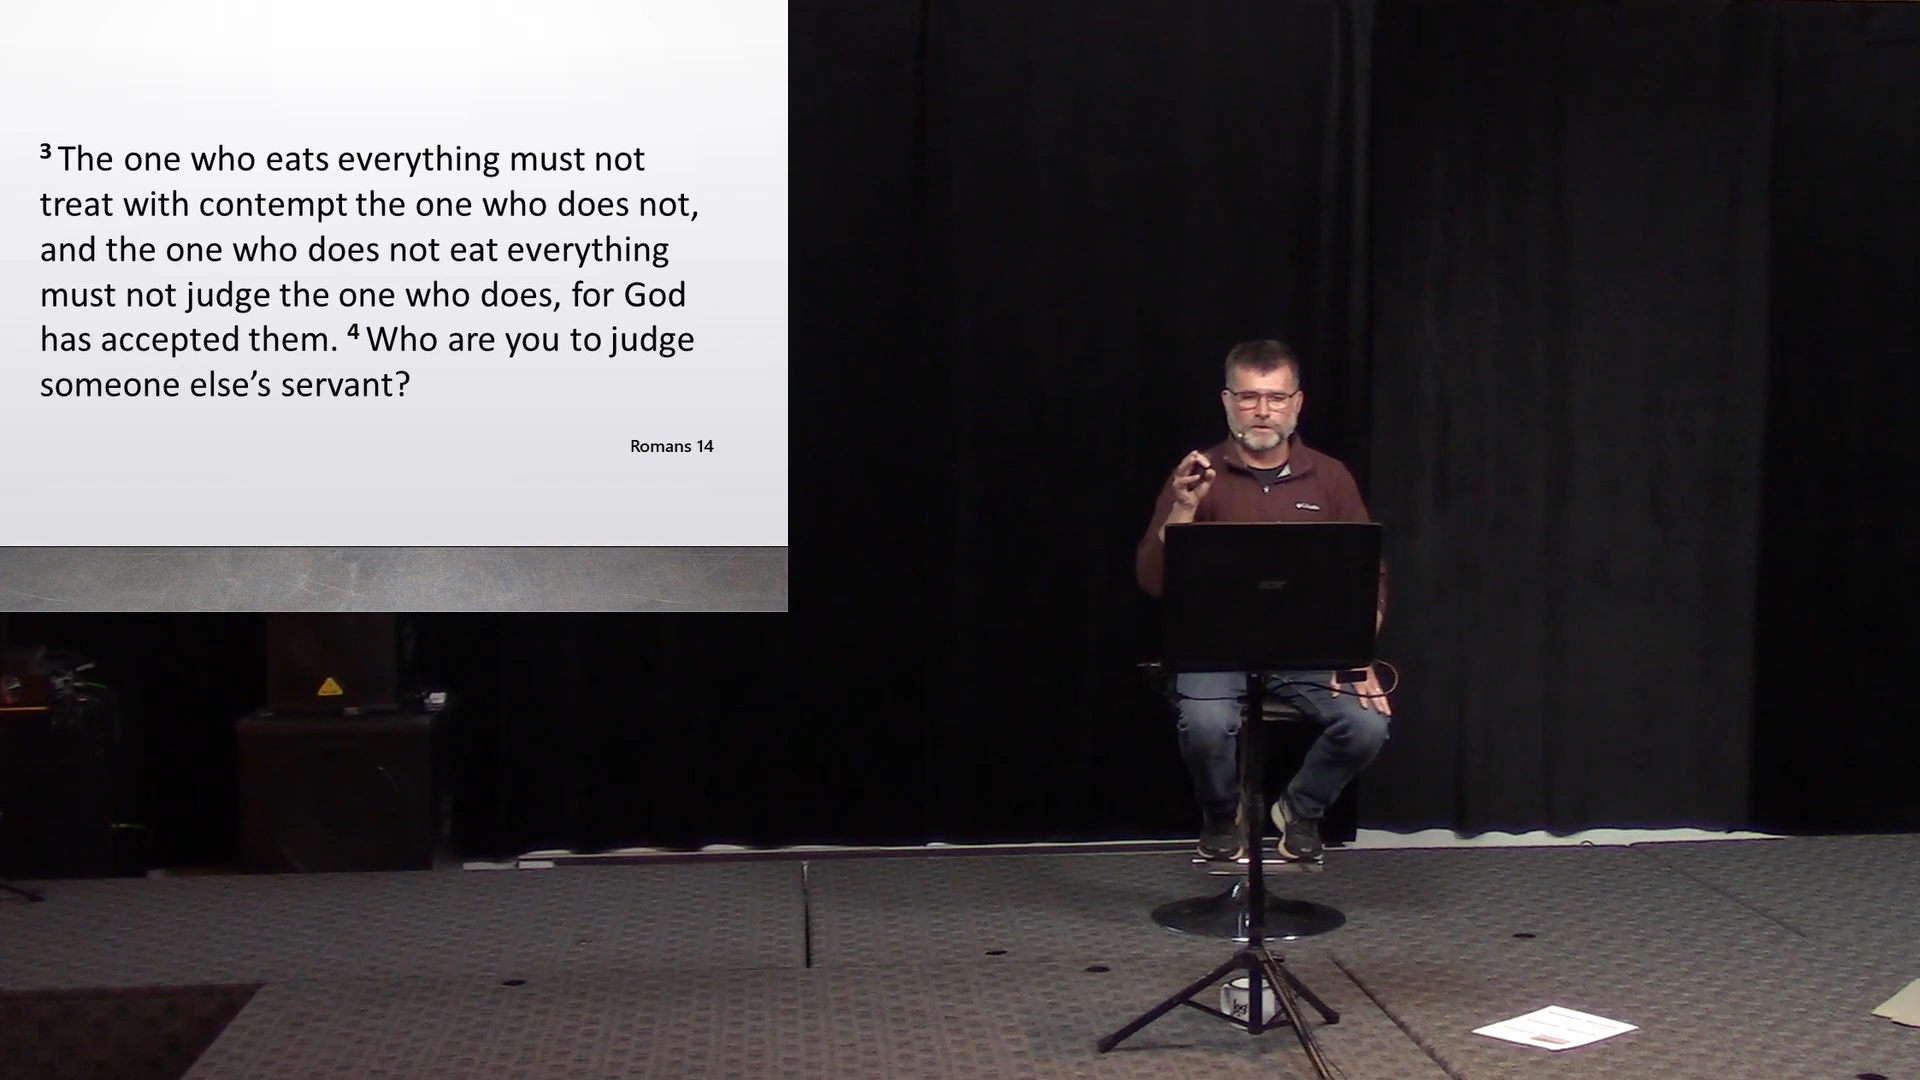 ³ The one who eats everything must not
treat with contempt the one who does not,
and the one who does not eat everything
must not judge the one who does, for God
has accepted them. ⁴ Who are you to judge
someone else’s servant?
Romans 14
acer